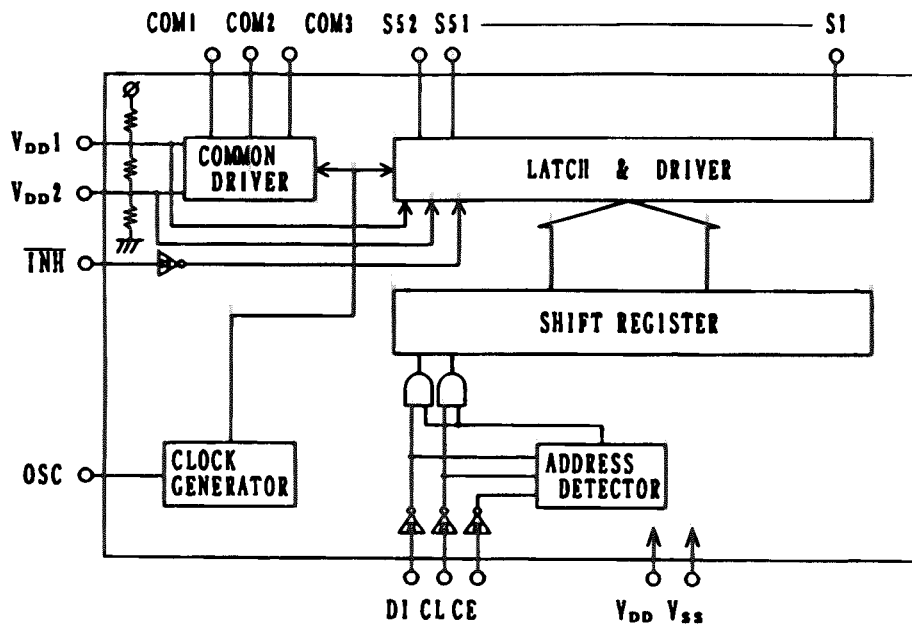 COM1 COM2 COM3 S52 S51 S1
VDD1
COMMON DRIVER
LATCH & DRIVER
VDD2
INH
SHIFT REGISTER
OSC
CLOCK GENERATOR
ADDRESS DETECTOR
DI CL CE VDD VSS